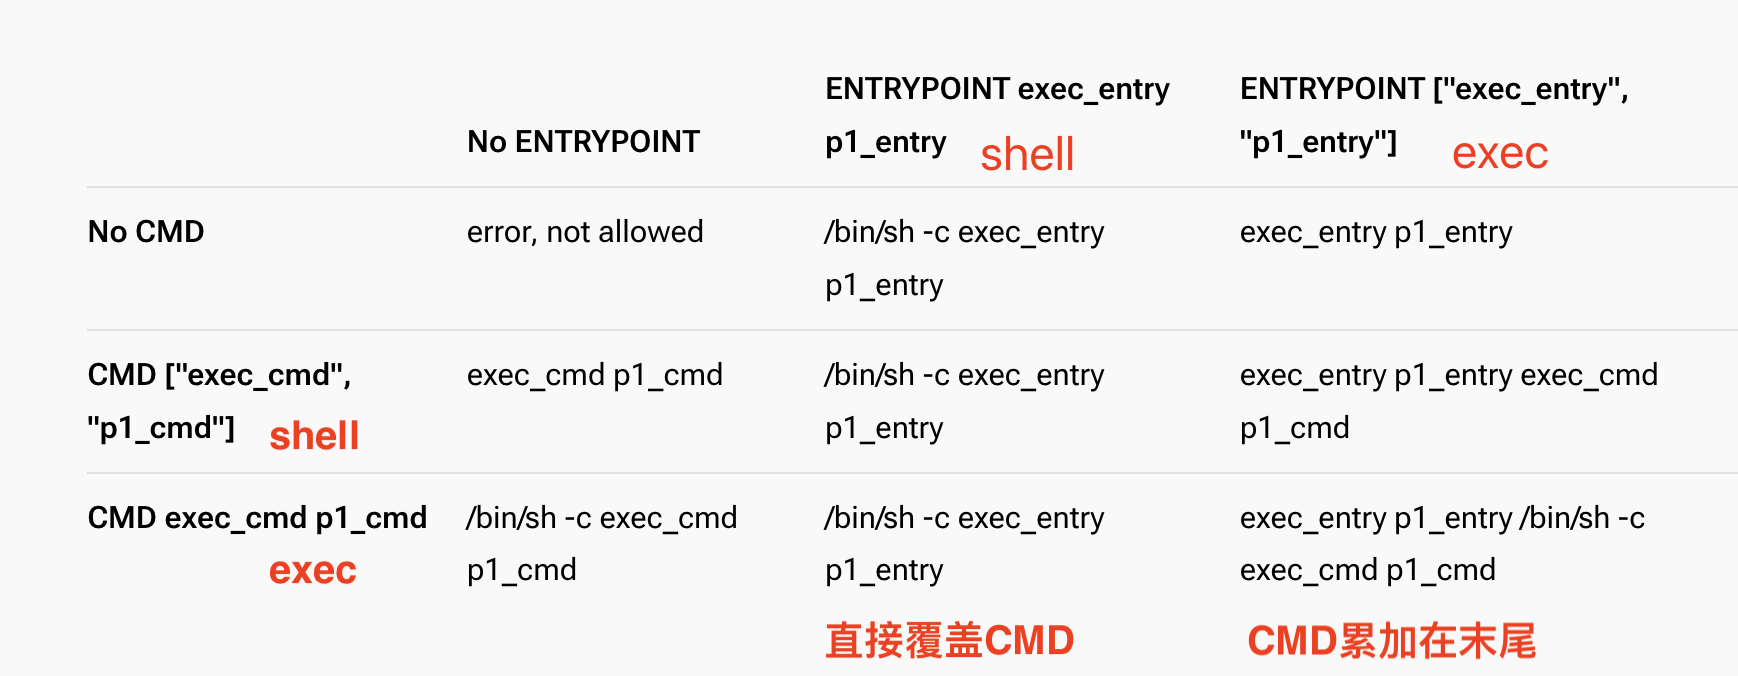 No ENTRYPOINT
ENTRYPOINT exec_entry
p1_entry
shell
ENTRYPOINT ["exec_entry",
"p1_entry"]
exec
No CMD
error, not allowed
/bin/sh -c exec_entry
p1_entry
exec_entry p1_entry
CMD ["exec_cmd",
"p1_cmd"]
shell
exec_cmd p1_cmd
/bin/sh -c exec_entry
p1_entry
exec_entry p1_entry exec_cmd
p1_cmd
CMD exec_cmd p1_cmd
exec
/bin/sh -c exec_cmd
p1_cmd
/bin/sh -c exec_entry
p1_entry
exec_entry p1_entry /bin/sh -c
exec_cmd p1_cmd
直接覆盖CMD
CMD累加在末尾